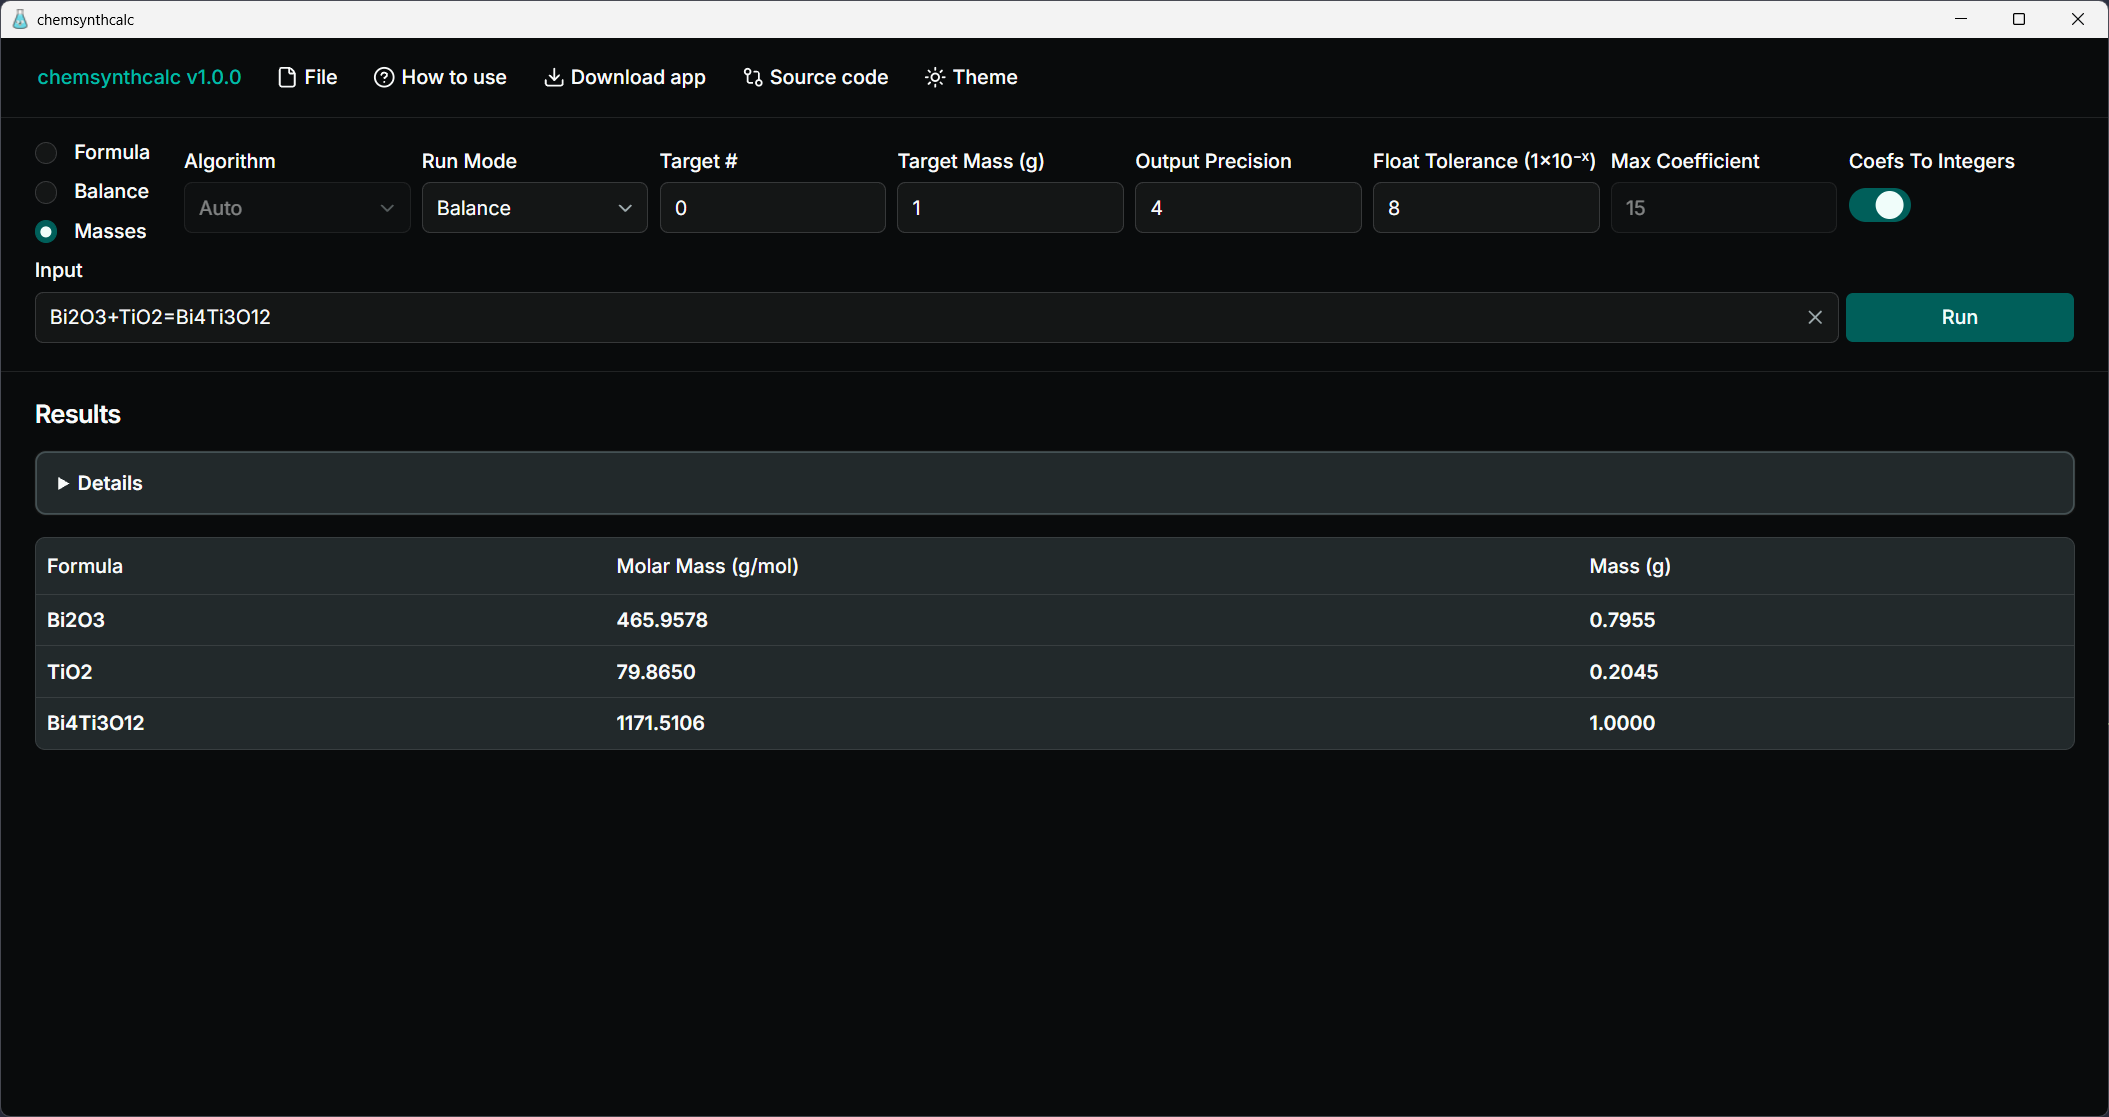 chemsynthcalc
chemsynthcalc v1.0.0 File How to use Download app Source code Theme
Formula
Balance
Masses
Algorithm Run Mode Target # Target Mass (g) Output Precision Float Tolerance (1×10⁻ˣ) Max Coefficient Coefs To Integers
Auto Balance 0 1 4 8 15
Input
Bi2O3+TiO2=Bi4Ti3O12 Run
Results
Details
Formula Molar Mass (g/mol) Mass (g)
Bi2O3 465.9578 0.7955
TiO2 79.8650 0.2045
Bi4Ti3O12 1171.5106 1.0000